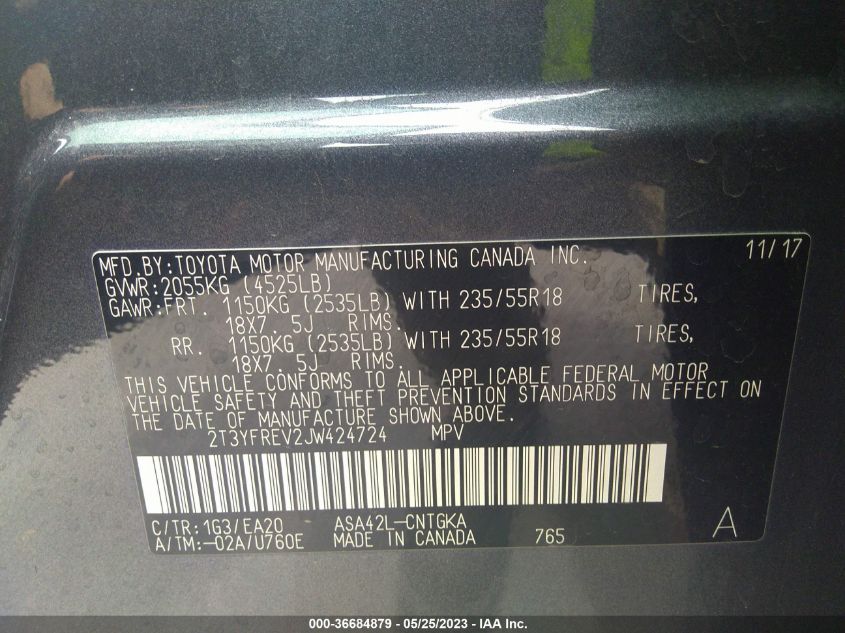 MFD.BY:TOYOTA MOTOR MANUFACTURING CANADA INC. 11/17
GVWR:2055KG (4525LB)
GAWR:FRT. 1150KG (2535LB) WITH 235/55R18 TIRES,
18X7. 5J RIMS.
RR. 1150KG (2535LB) WITH 235/55R18 TIRES,
18X7. 5J RIMS.
THIS VEHICLE CONFORMS TO ALL APPLICABLE FEDERAL MOTOR
VEHICLE SAFETY AND THEFT PREVENTION STANDARDS IN EFFECT ON
THE DATE OF MANUFACTURE SHOWN ABOVE.
2T3YFREV2JW424724 MPV
C/TR:1G3/EA20 ASA42L-CNTGKA A
A/TM:-02A/U760E MADE IN CANADA 765
000-36684879 - 05/25/2023 - IAA Inc.